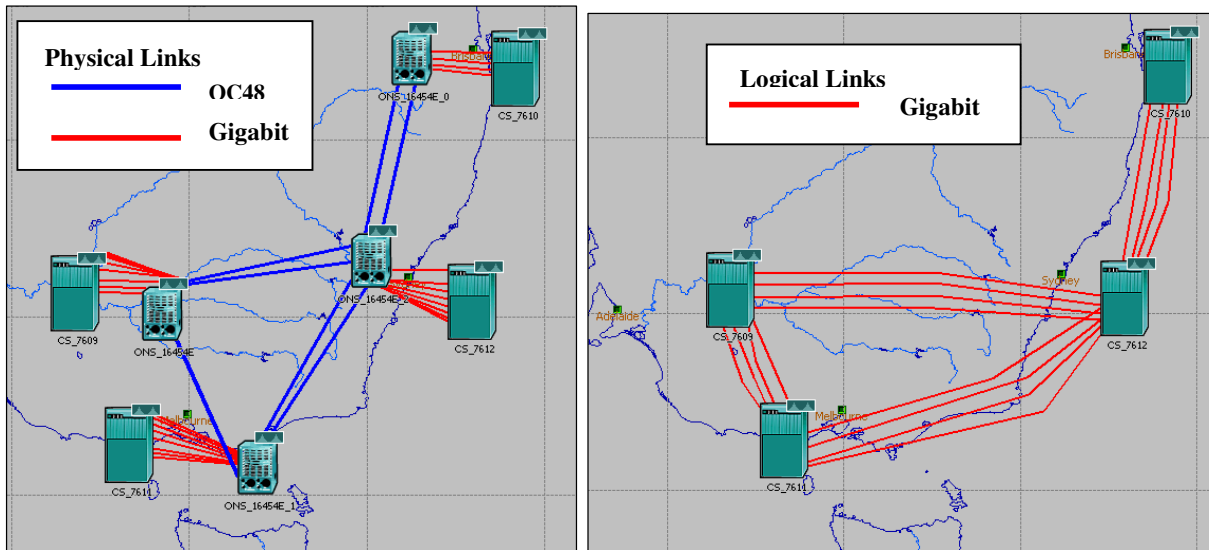 Physical Links
OC48
Gigabit
Brisbane
ONS_16454E_0
CS_7610
ONS_16454E_2
CS_7609
ONS_16454E
CS_7612
Melbourne
CS_7611
ONS_16454E_1
Logical Links
Gigabit
Brisbane
CS_7610
Sydney
Adelaide
CS_7609
CS_7612
Melbourne
CS_7611